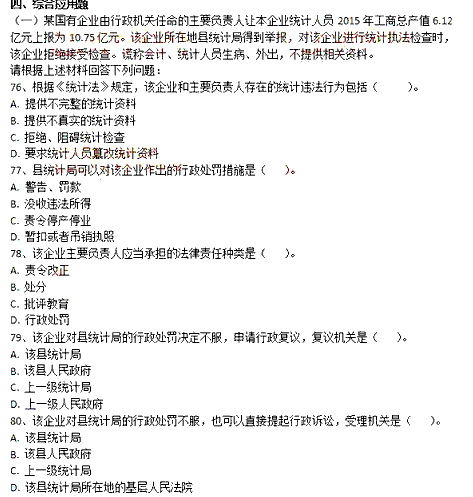 四、综合应用题
（一）某国有企业由行政机关任命的主要负责人让本企业统计人员 2015 年工商总产值 6.12
亿元上报为 10.75 亿元。该企业所在地县统计局得到举报，对该企业进行统计执法检查时，
该企业拒绝接受检查。谎称会计、统计人员生病、外出，不提供相关资料。
请根据上述材料回答下列问题：
76、根据《统计法》规定，该企业和主要负责人存在的统计违法行为包括（　　）。
A. 提供不完整的统计资料
B. 提供不真实的统计资料
C. 拒绝、阻碍统计检查
D. 要求统计人员篡改统计资料
77、县统计局可以对该企业作出的行政处罚措施是（　　）。
A. 警告、罚款
B. 没收违法所得
C. 责令停产停业
D. 暂扣或者吊销执照
78、该企业主要负责人应当承担的法律责任种类是（　　）。
A. 责令改正
B. 处分
C. 批评教育
D. 行政处罚
79、该企业对县统计局的行政处罚决定不服，申请行政复议，复议机关是（　　）。
A. 该县统计局
B. 该县人民政府
C. 上一级统计局
D. 上一级人民政府
80、该企业对县统计局的行政处罚不服，也可以直接提起行政诉讼，受理机关是（　　）。
A. 该县统计局
B. 该县人民政府
C. 上一级统计局
D. 该县统计局所在地的基层人民法院